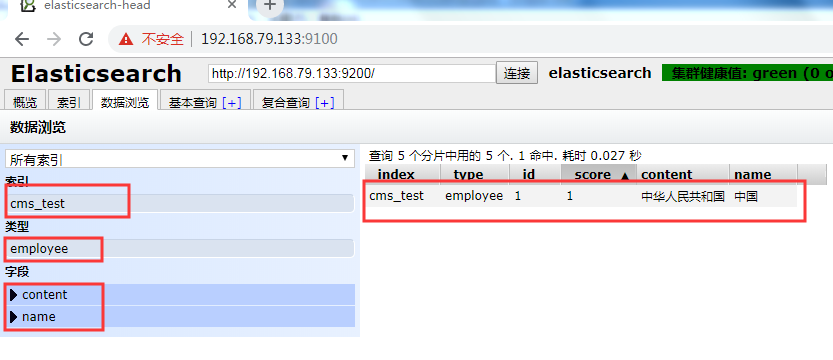 elasticsearch-head
不安全 192.168.79.133:9100
Elasticsearch http://192.168.79.133:9200/ 连接 elasticsearch 集群健康值: green (0 o
概览 索引 数据浏览 基本查询 [+] 复合查询 [+]
数据浏览
所有索引
索引
cms_test
类型
employee
字段
content
name
查询 5 个分片中用的 5 个. 1 命中. 耗时 0.027 秒
index type id score content name
cms_test employee 1 1 中华人民共和国 中国